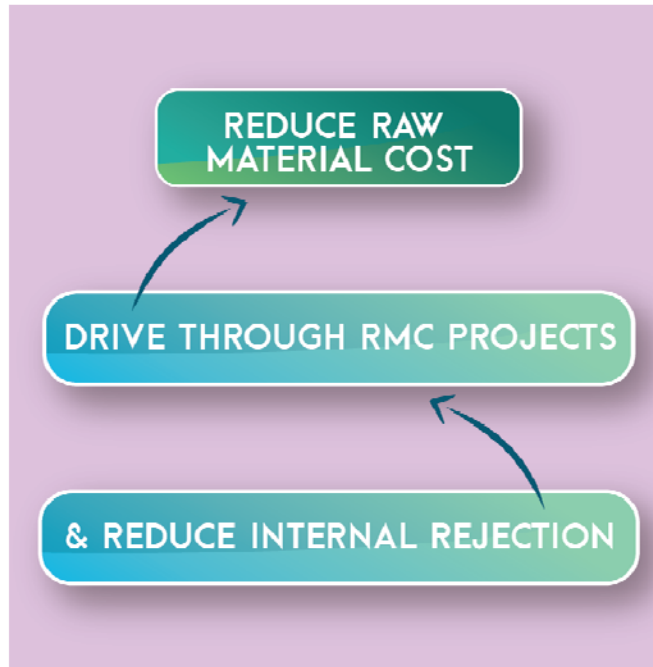 REDUCE RAW
MATERIAL COST
DRIVE THROUGH RMC PROJECTS
& REDUCE INTERNAL REJECTION